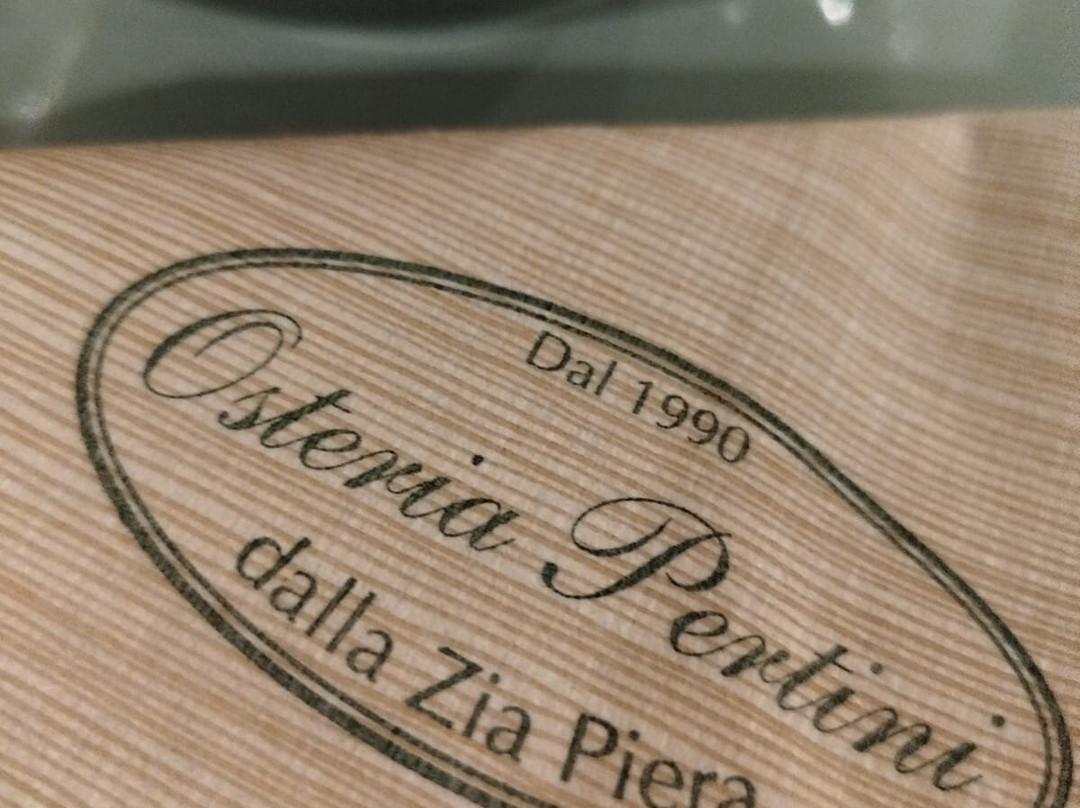 Dal 1990
Osteria Pertini
dalla Zia Piera